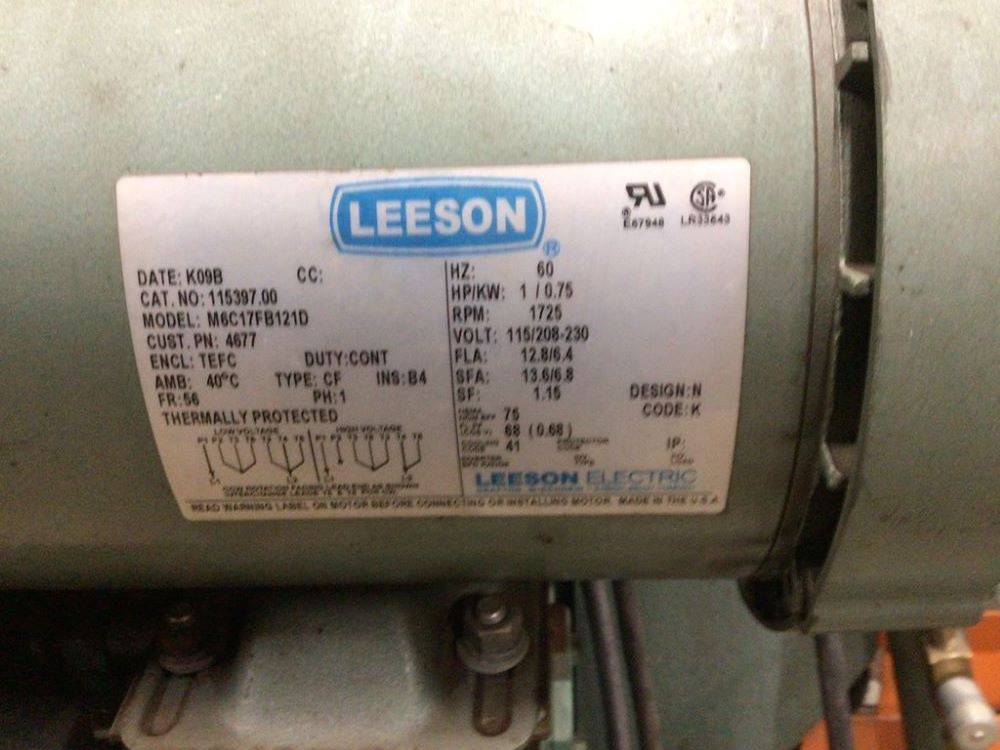 LEESON
®
E67948
LR33643
DATE: K09B CC:
CAT. NO: 115397.00
MODEL: M6C17FB121D
CUST. PN: 4677
ENCL: TEFC DUTY:CONT
AMB: 40°C TYPE: CF INS:B4
FR:56 PH:1
THERMALLY PROTECTED
LOW VOLTAGE HIGH VOLTAGE
HZ: 60
HP/KW: 1 / 0.75
RPM: 1725
VOLT: 115/208-230
FLA: 12.8/6.4
SFA: 13.6/6.8
SF: 1.15 DESIGN:N
CODE:K
75
68 (0.68)
41 IP:
LEESON ELECTRIC
READ WARNING LABEL ON MOTOR BEFORE CONNECTING OR INSTALLING MOTOR MADE IN THE U.S.A